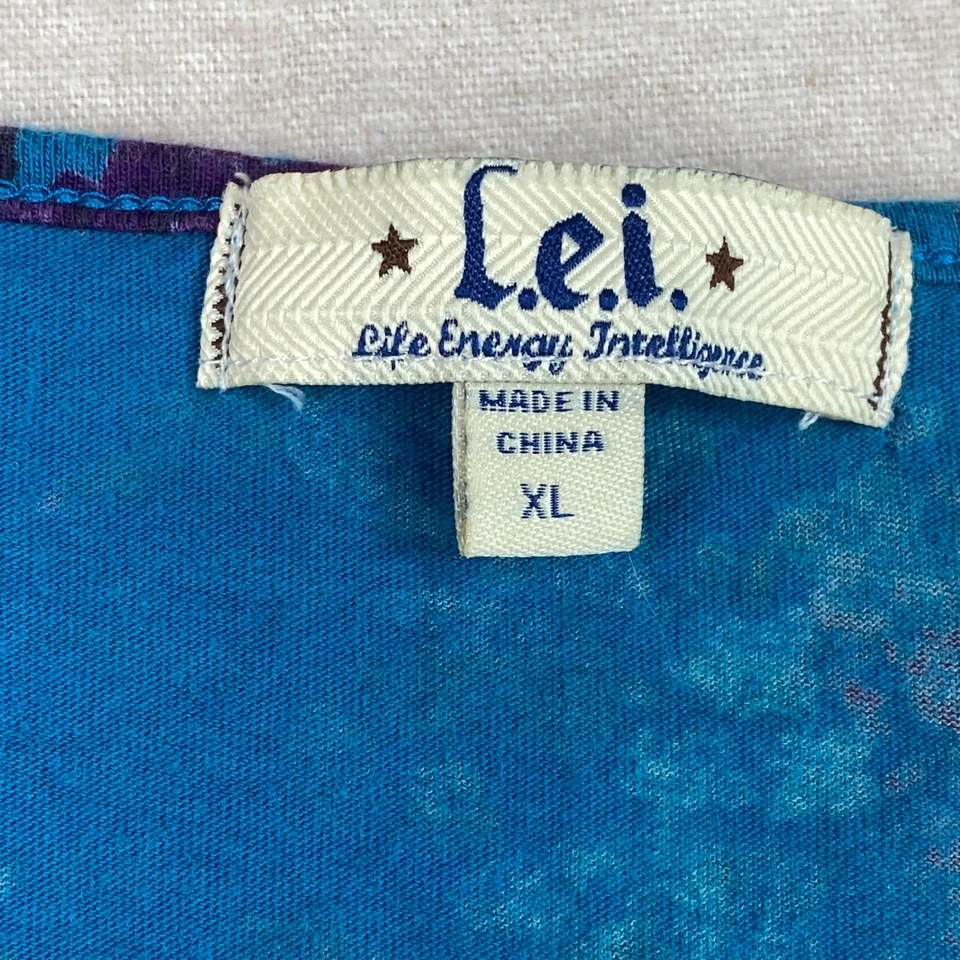 L.e.i.
Life Energy Intelligence
MADE IN
CHINA
XL